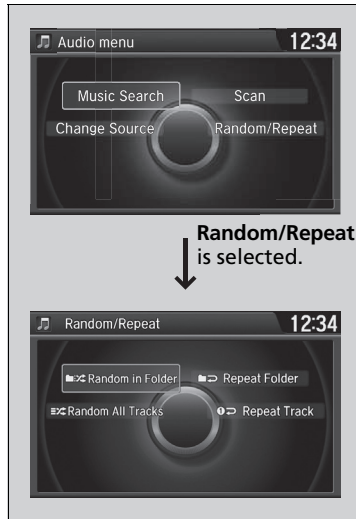 Audio menu 12:34
Music Search Scan
Change Source Random/Repeat
Random/Repeat
is selected.
Random/Repeat 12:34
Random in Folder Repeat Folder
Random All Tracks Repeat Track